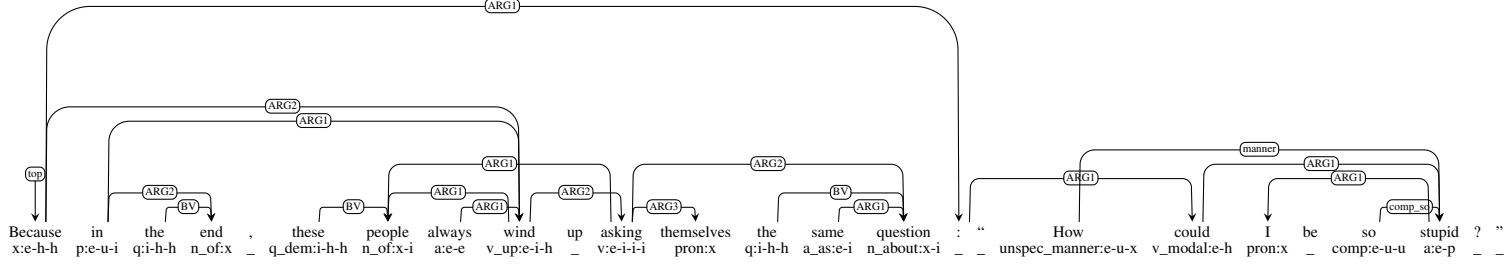 ARG1
ARG2
ARG1
manner
ARG1 ARG2 ARG1
top ARG1 ARG1
ARG2 ARG1 ARG2 BV
BV BV ARG1 ARG3 ARG1 comp_so
Because in the end , these people always wind up asking themselves the same question : “ How could I be so stupid ? ”
x:e-h-h p:e-u-i q:i-h-h n_of:x _ q_dem:i-h-h n_of:x-i a:e-e v_up:e-i-h _ v:e-i-i-i pron:x q:i-h-h a_as:e-i n_about:x-i _ _ unspec_manner:e-u-x v_modal:e-h pron:x _ comp:e-u-u a:e-p _ _